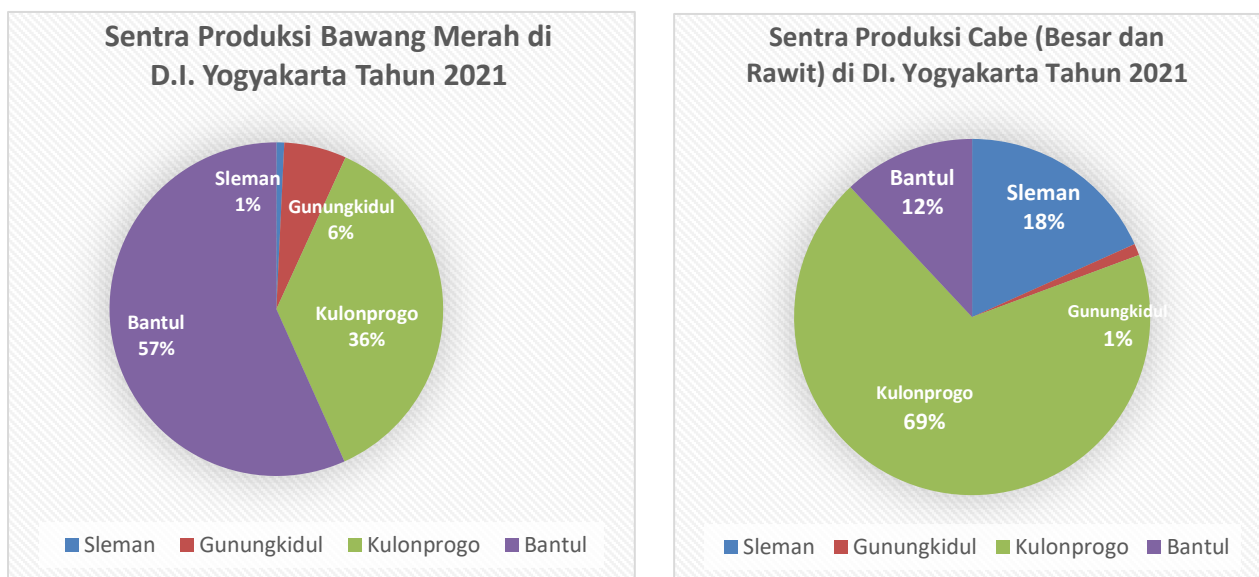 Sentra Produksi Bawang Merah di
D.I. Yogyakarta Tahun 2021
Sleman
1%
Gunungkidul
6%
Kulonprogo
36%
Bantul
57%
Sleman Gunungkidul Kulonprogo Bantul
Sentra Produksi Cabe (Besar dan
Rawit) di DI. Yogyakarta Tahun 2021
Bantul
12%
Sleman
18%
Gunungkidul
1%
Kulonprogo
69%
Sleman Gunungkidul Kulonprogo Bantul